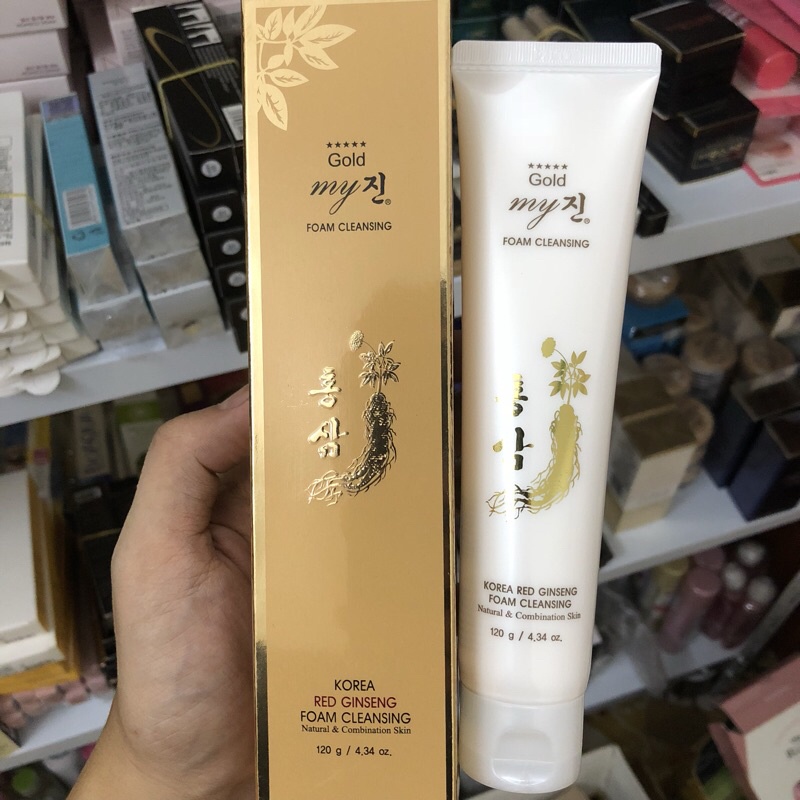 ★★★★★
Gold
my진®
FOAM CLEANSING
홍삼
KOREA
RED GINSENG
FOAM CLEANSING
Natural & Combination Skin
120 g / 4,34 oz.
★★★★★
Gold
my진®
FOAM CLEANSING
홍삼
KOREA RED GINSENG
FOAM CLEANSING
Natural & Combination Skin
120 g / 4,34 oz.